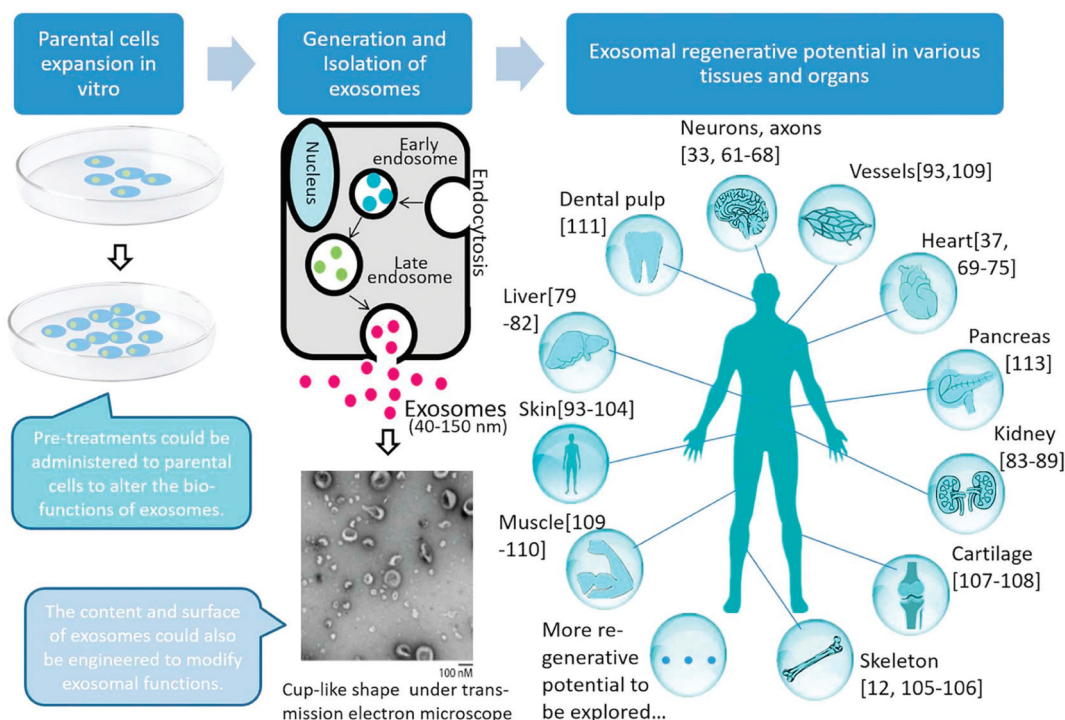 Parental cells
expansion in
vitro
Generation and
Isolation of
exosomes
Exosomal regenerative potential in various
tissues and organs
Nucleus
Early
endosome
Endocytosis
Late
endosome
Exosomes
(40-150 nm)
Pre-treatments could be
administered to parental
cells to alter the bio-
functions of exosomes.
The content and surface
of exosomes could also
be engineered to modify
exosomal functions.
100 nM
Cup-like shape under trans-
mission electron microscope
Neurons, axons
[33, 61-68]
Vessels[93,109]
Dental pulp
[111]
Heart[37,
69-75]
Liver[79
-82]
Pancreas
[113]
Skin[93-104]
Kidney
[83-89]
Muscle[109
-110]
Cartilage
[107-108]
More re-
generative
potential to
be explored...
Skeleton
[12, 105-106]